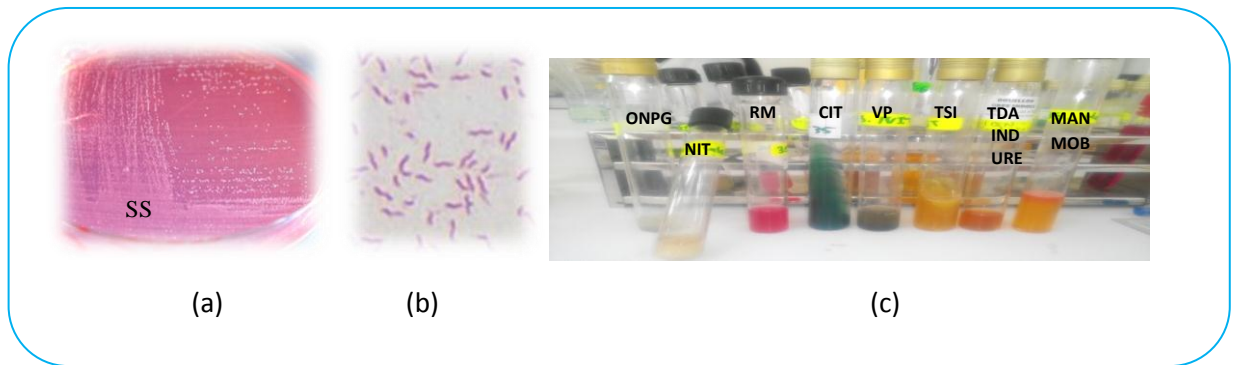 SS
ONPG
NIT
RM
CIT
VP
TSI
TDA
IND
URE
MAN
MOB
(a)
(b)
(c)